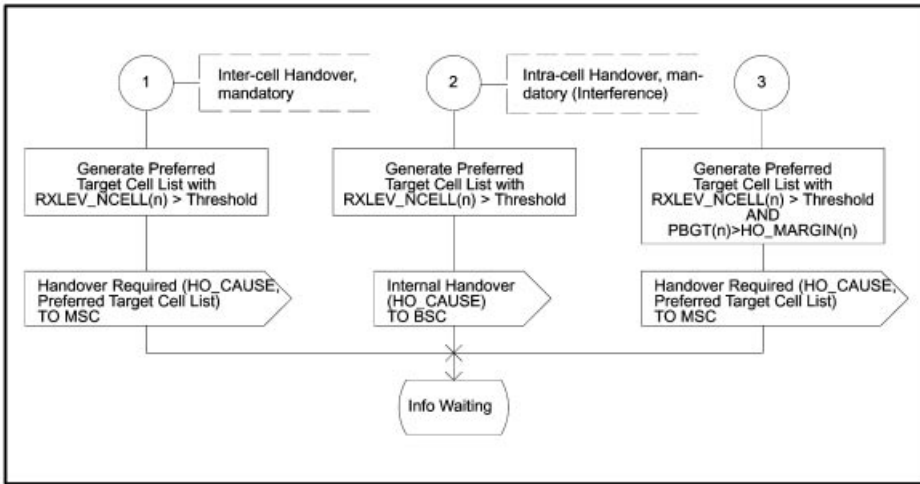 1
Inter-cell Handover,
mandatory
2
Intra-cell Handover, man-
datory (Interference)
3
Generate Preferred
Target Cell List with
RXLEV_NCELL(n) > Threshold
Generate Preferred
Target Cell List with
RXLEV_NCELL(n) > Threshold
Generate Preferred
Target Cell List with
RXLEV_NCELL(n) > Threshold
AND
PBGT(n)>HO_MARGIN(n)
Handover Required (HO_CAUSE,
Preferred Target Cell List)
TO MSC
Internal Handover
(HO_CAUSE)
TO BSC
Handover Required (HO_CAUSE,
Preferred Target Cell List)
TO MSC
Info Waiting